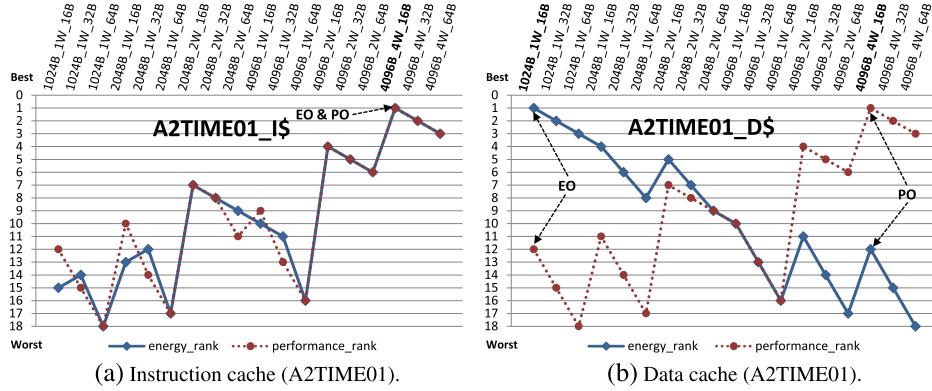 1024B_1W_16B
1024B_1W_32B
1024B_1W_64B
2048B_1W_16B
2048B_1W_32B
2048B_1W_64B
2048B_2W_16B
2048B_2W_32B
2048B_2W_64B
4096B_1W_16B
4096B_1W_32B
4096B_1W_64B
4096B_2W_16B
4096B_2W_32B
4096B_2W_64B
4096B_4W_16B
4096B_4W_32B
4096B_4W_64B
Best
0
1
2
3
4
5
6
7
8
9
10
11
12
13
14
15
16
17
18
Worst
A2TIME01_I$
EO & PO
energy_rank
performance_rank
(a) Instruction cache (A2TIME01).
1024B_1W_16B
1024B_1W_32B
1024B_1W_64B
2048B_1W_16B
2048B_1W_32B
2048B_1W_64B
2048B_2W_16B
2048B_2W_32B
2048B_2W_64B
4096B_1W_16B
4096B_1W_32B
4096B_1W_64B
4096B_2W_16B
4096B_2W_32B
4096B_2W_64B
4096B_4W_16B
4096B_4W_32B
4096B_4W_64B
Best
0
1
2
3
4
5
6
7
8
9
10
11
12
13
14
15
16
17
18
Worst
A2TIME01_D$
EO
PO
energy_rank
performance_rank
(b) Data cache (A2TIME01).